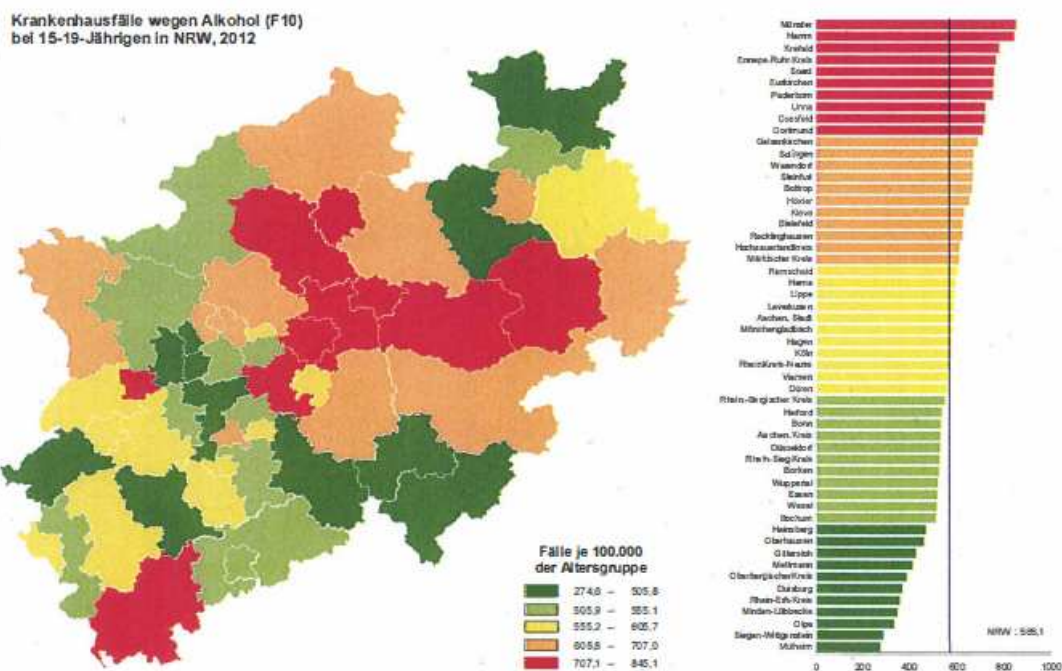 Krankenhausfälle wegen Alkohol (F10)
bei 15-19-Jährigen in NRW, 2012
Münster
Hamm
Krefeld
Ennepe-Ruhr-Kreis
Soest
Euskirchen
Paderborn
Unna
Coesfeld
Dortmund
Gelsenkirchen
Solingen
Warendorf
Steinfurt
Bottrop
Höxter
Kleve
Bielefeld
Recklinghausen
Hochsauerlandkreis
Märkischer Kreis
Remscheid
Herne
Lippe
Leverkusen
Aachen, Stadt
Mönchengladbach
Hagen
Köln
Rhein-Kreis-Neuss
Viersen
Düren
Rhein.-Bergischer Kreis
Herford
Bonn
Aachen, Kreis
Düsseldorf
Rhein-Sieg-Kreis
Borken
Wuppertal
Essen
Wesel
Bochum
Heinsberg
Oberhausen
Gütersloh
Mettmann
Oberbergischer Kreis
Duisburg
Rhein-Erft-Kreis
Minden-Lübbecke
Olpe
Siegen-Wittgenstein
Mülheim
NRW : 585,1
0 200 400 600 800 1000
Fälle je 100.000
der Altersgruppe
274,6 – 505,8
505,9 – 555,1
555,2 – 605,7
605,8 – 707,0
707,1 – 845,1